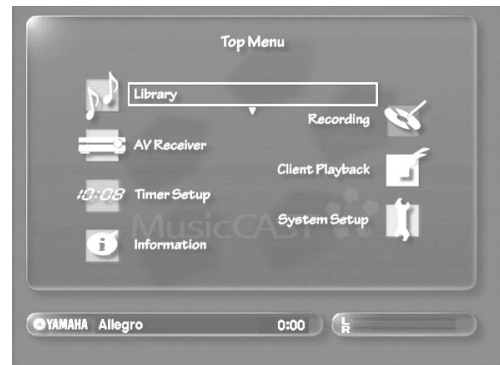 Top Menu
Library
Recording
AV Receiver
Client Playback
10:08 Timer Setup
System Setup
MusicCAST
Information
YAMAHA Allegro 0:00 L
R